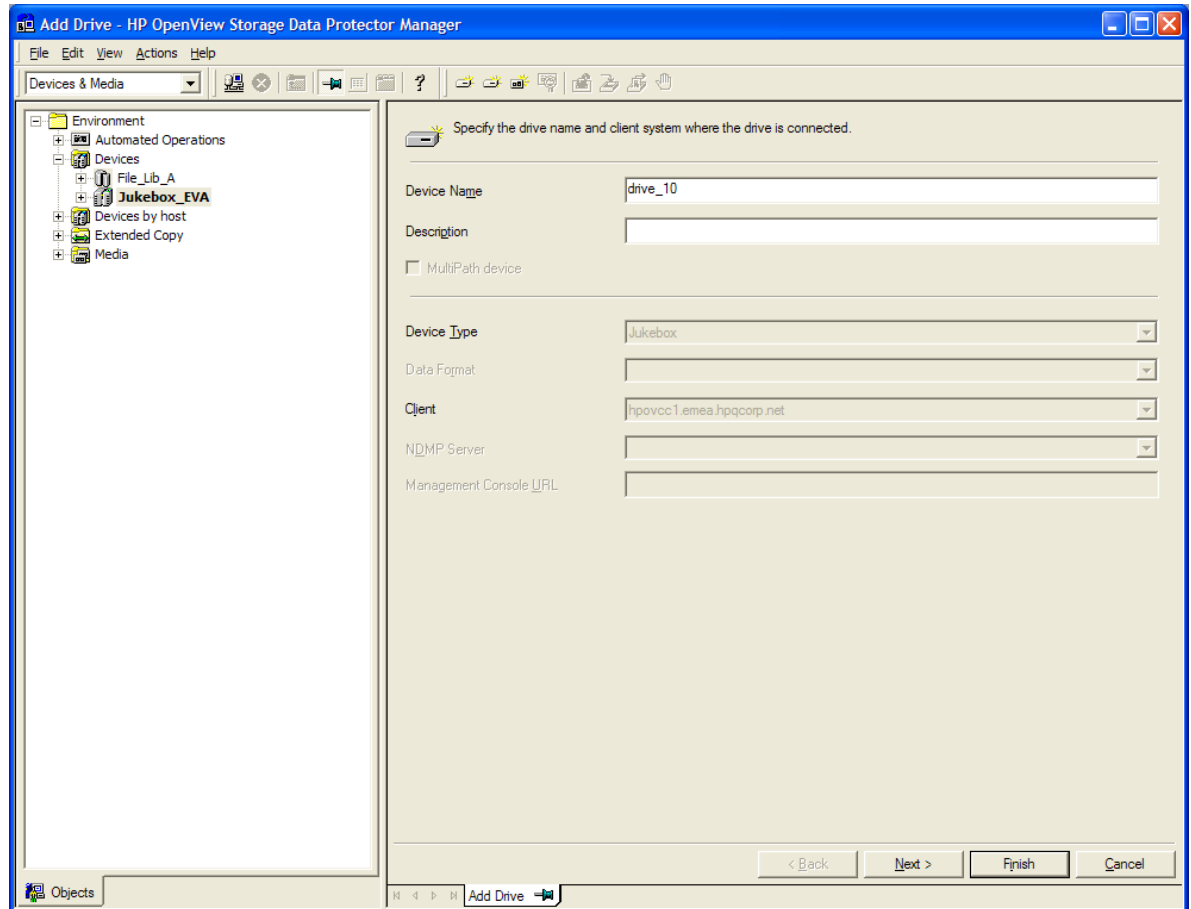 Add Drive - HP OpenView Storage Data Protector Manager
File Edit View Actions Help
Devices & Media
Environment
Automated Operations
Devices
File_Lib_A
Jukebox_EVA
Devices by host
Extended Copy
Media
Objects
Specify the drive name and client system where the drive is connected.
Device Name drive_10
Description
MultiPath device
Device Type Jukebox
Data Format
Client hpovcc1.emea.hpqcorp.net
NDMP Server
Management Console URL
< Back Next > Finish Cancel
Add Drive